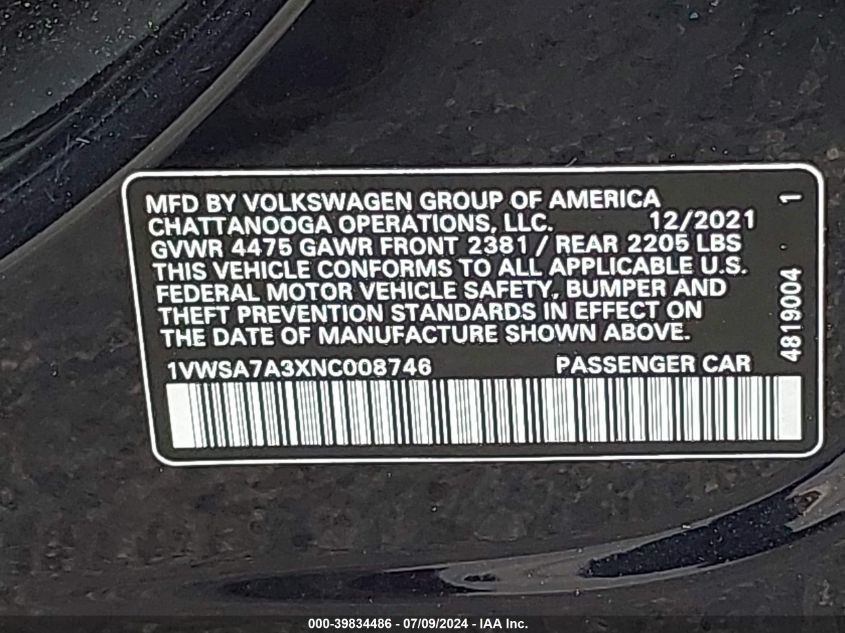 MFD BY VOLKSWAGEN GROUP OF AMERICA
CHATTANOOGA OPERATIONS, LLC. 12/2021
GVWR 4475 GAWR FRONT 2381 / REAR 2205 LBS
THIS VEHICLE CONFORMS TO ALL APPLICABLE U.S.
FEDERAL MOTOR VEHICLE SAFETY, BUMPER AND
THEFT PREVENTION STANDARDS IN EFFECT ON
THE DATE OF MANUFACTURE SHOWN ABOVE.
1VWSA7A3XNC008746 PASSENGER CAR
4819004 1
000-39834486 - 07/09/2024 - IAA Inc.